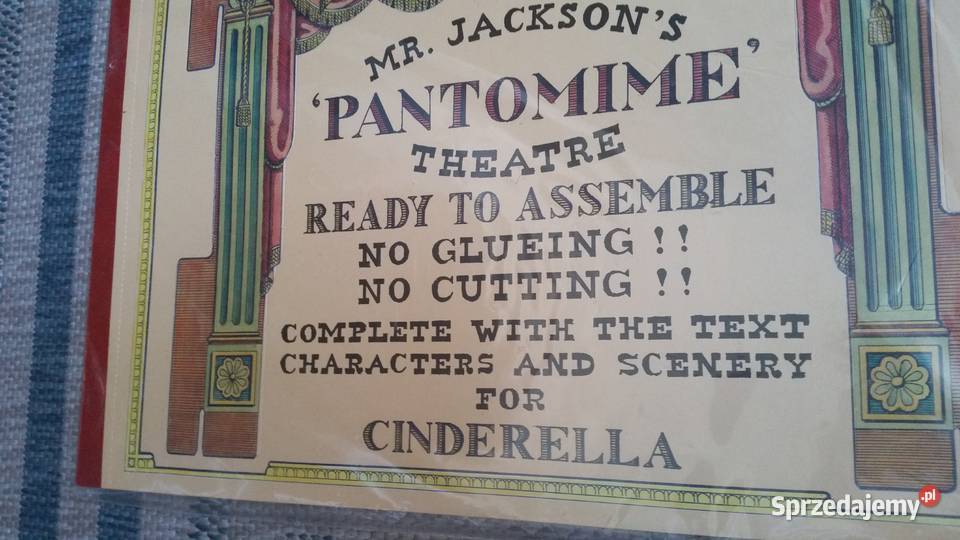 MR. JACKSON'S
'PANTOMIME'
THEATRE
READY TO ASSEMBLE
NO GLUEING !!
NO CUTTING !!
COMPLETE WITH THE TEXT
CHARACTERS AND SCENERY
FOR
CINDERELLA
Sprzedajemy.pl